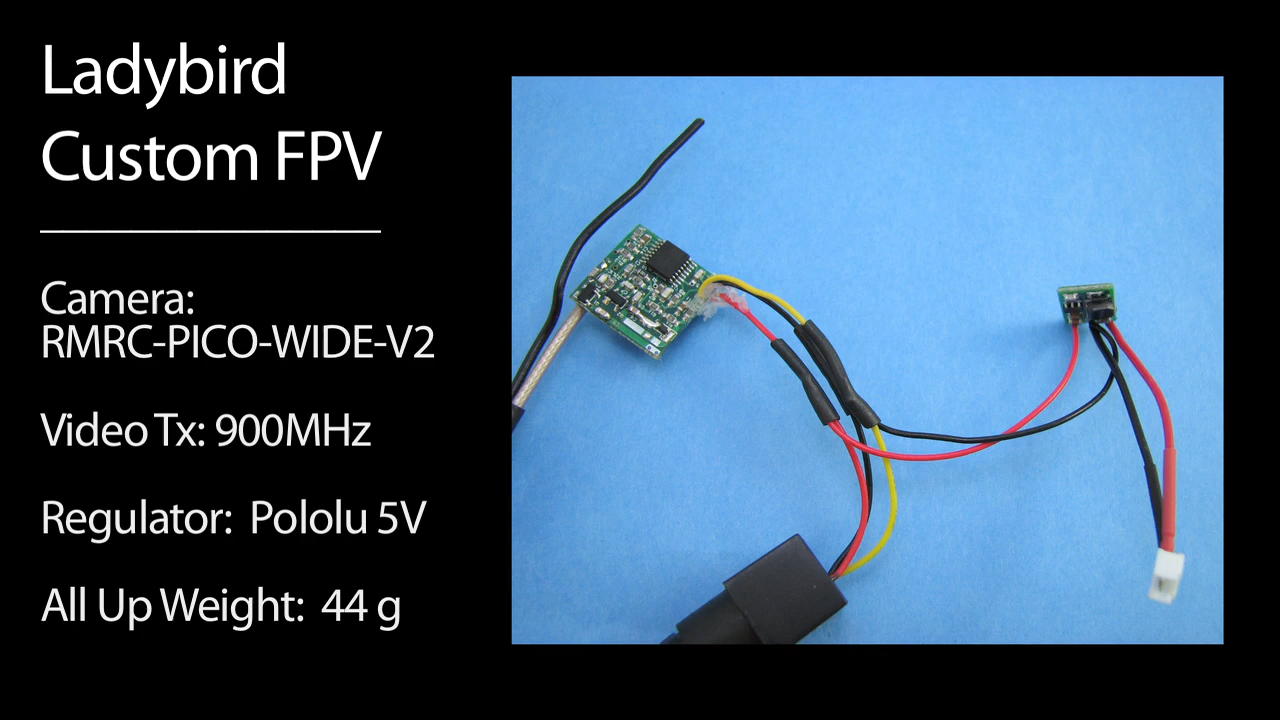 Ladybird
Custom FPV
Camera:
RMRC-PICO-WIDE-V2
Video Tx: 900MHz
Regulator: Pololu 5V
All Up Weight: 44 g